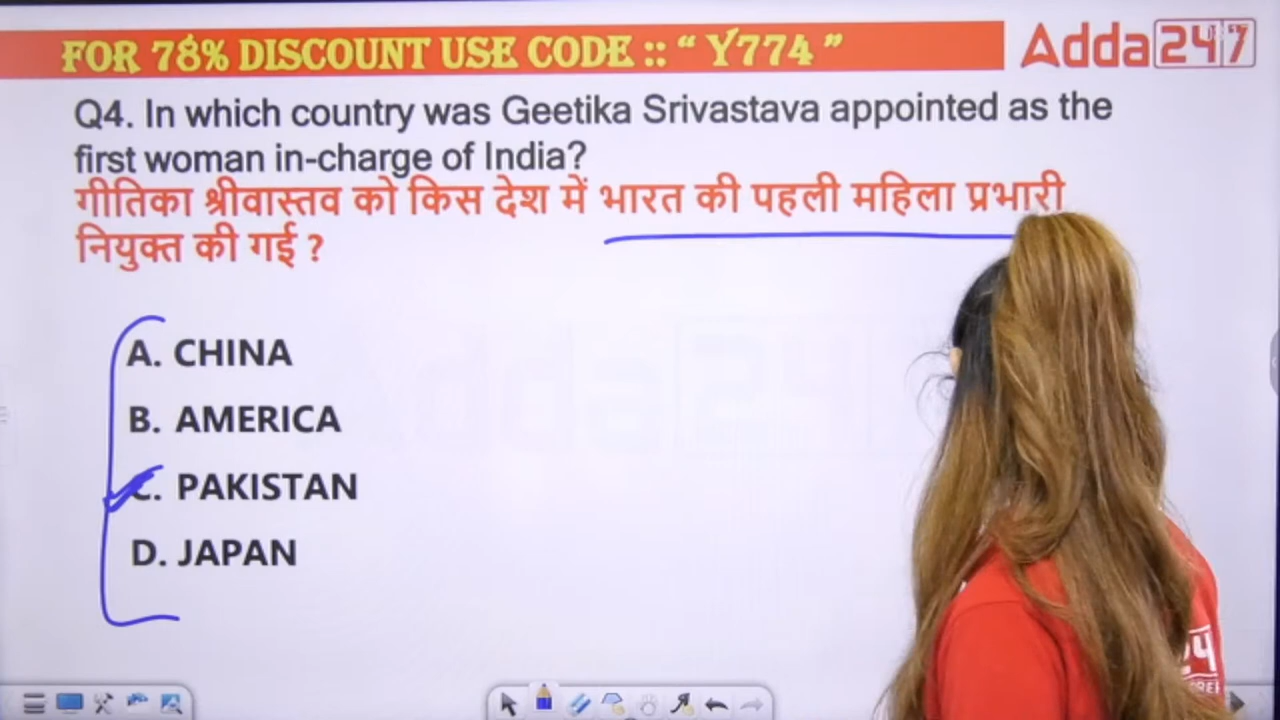 FOR 78% DISCOUNT USE CODE :: “ Y774 ”
Adda247
Q4. In which country was Geetika Srivastava appointed as the
first woman in-charge of India?
गीतिका श्रीवास्तव को किस देश में भारत की पहली महिला प्रभारी
नियुक्त की गई ?
A. CHINA
B. AMERICA
C. PAKISTAN
D. JAPAN